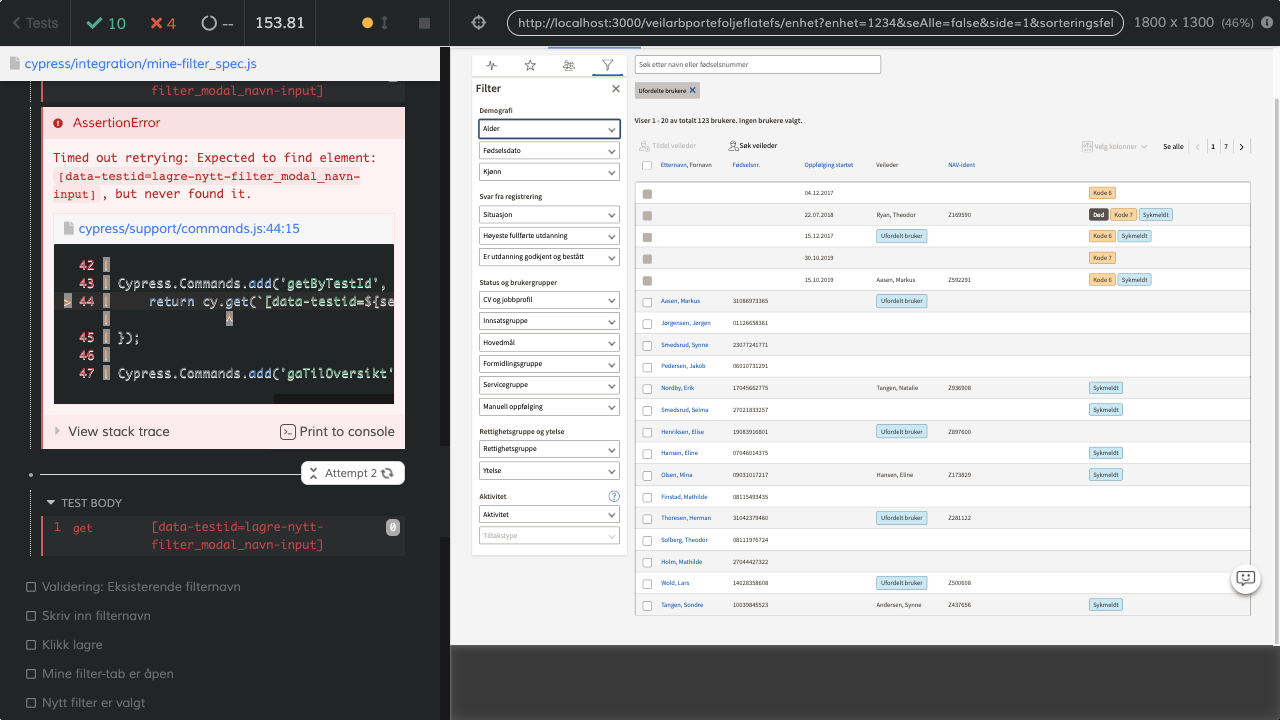 Tests
10
4
--
153.81
http://localhost:3000/veilarbportefoljeflatefs/enhet?enhet=1234&seAlle=false&side=1&sorteringsfel
1800 x 1300 (46%)
cypress/integration/mine-filter_spec.js
filter_modal_navn-input]
AssertionError
Timed out retrying: Expected to find element:
[data-testid=lagre-nytt-filter_modal_navn-
input], but never found it.
cypress/support/commands.js:44:15
42 |
43 | Cypress.Commands.add('getByTestId',
> 44 | return cy.get(`[data-testid=${se
| ^
45 | });
46 |
47 | Cypress.Commands.add('gaTilOversikt'
View stack trace
Print to console
Attempt 2
TEST BODY
1 get [data-testid=lagre-nytt-
filter_modal_navn-input]
0
Validering: Eksisterende filternavn
Skriv inn filternavn
Klikk lagre
Mine filter-tab er åpen
Nytt filter er valgt
Filter
Demografi
Alder
Fødselsdato
Kjønn
Svar fra registrering
Situasjon
Høyeste fullførte utdanning
Er utdanning godkjent og bestått
Status og brukergrupper
CV og jobbprofil
Innsatsgruppe
Hovedmål
Formidlingsgruppe
Servicegruppe
Manuell oppfølging
Rettighetsgruppe og ytelse
Rettighetsgruppe
Ytelse
Aktivitet
?
Aktivitet
Tiltakstype
Søk etter navn eller fødselsnummer
Ufordelte brukere
Viser 1 - 20 av totalt 123 brukere. Ingen brukere valgt.
Tildel veileder
Søk veileder
Velg kolonner
Se alle
1
7
Etternavn, Fornavn Fødselsnr. Oppfølging startet Veileder NAV-ident
04.12.2017 Kode 6
22.07.2018 Ryan, Theodor Z169590 Død Kode 7 Sykmeldt
15.12.2017 Ufordelt bruker Kode 6 Sykmeldt
30.10.2019 Kode 7
15.10.2019 Aasen, Markus Z592291 Kode 6 Sykmeldt
Aasen, Markus 31086973365 Ufordelt bruker
Jørgensen, Jørgen 01126658361
Smedsrud, Synne 23077241771
Pedersen, Jakob 06010731291
Nordby, Erik 17045662775 Tangen, Natalie Z936908 Sykmeldt
Smedsrud, Selma 27021833257 Sykmeldt
Henriksen, Elise 19083916801 Ufordelt bruker Z897600
Hansen, Eline 07046014375 Sykmeldt
Olsen, Mina 09031017217 Hansen, Eline Z173829 Sykmeldt
Finstad, Mathilde 08115493435
Thoresen, Herman 31042379460 Ufordelt bruker Z281122
Solberg, Theodor 08111976724
Holm, Mathilde 27044427322
Wold, Lars 14028358608 Ufordelt bruker Z500608
Tangen, Sondre 10039845523 Andersen, Synne Z437656 Sykmeldt